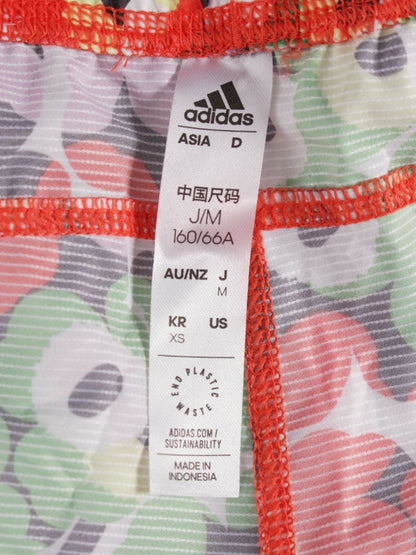 adidas
ASIA D
中国尺码
J/M
160/66A
AU/NZ J
M
KR US
XS
END PLASTIC
WASTE
ADIDAS.COM/
SUSTAINABILITY
MADE IN
INDONESIA